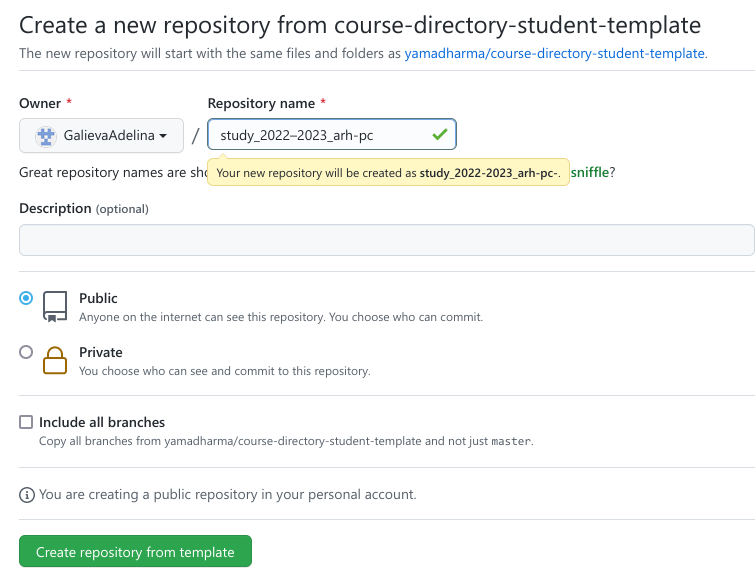 Create a new repository from course-directory-student-template
The new repository will start with the same files and folders as yamadharma/course-directory-student-template.
Owner *
Repository name *
GalievaAdelina
/
study_2022–2023_arh-pc
Great repository names are sho
sniffle?
Your new repository will be created as study_2022-2023_arh-pc-.
Description (optional)
Public
Anyone on the internet can see this repository. You choose who can commit.
Private
You choose who can see and commit to this repository.
Include all branches
Copy all branches from yamadharma/course-directory-student-template and not just master.
You are creating a public repository in your personal account.
Create repository from template